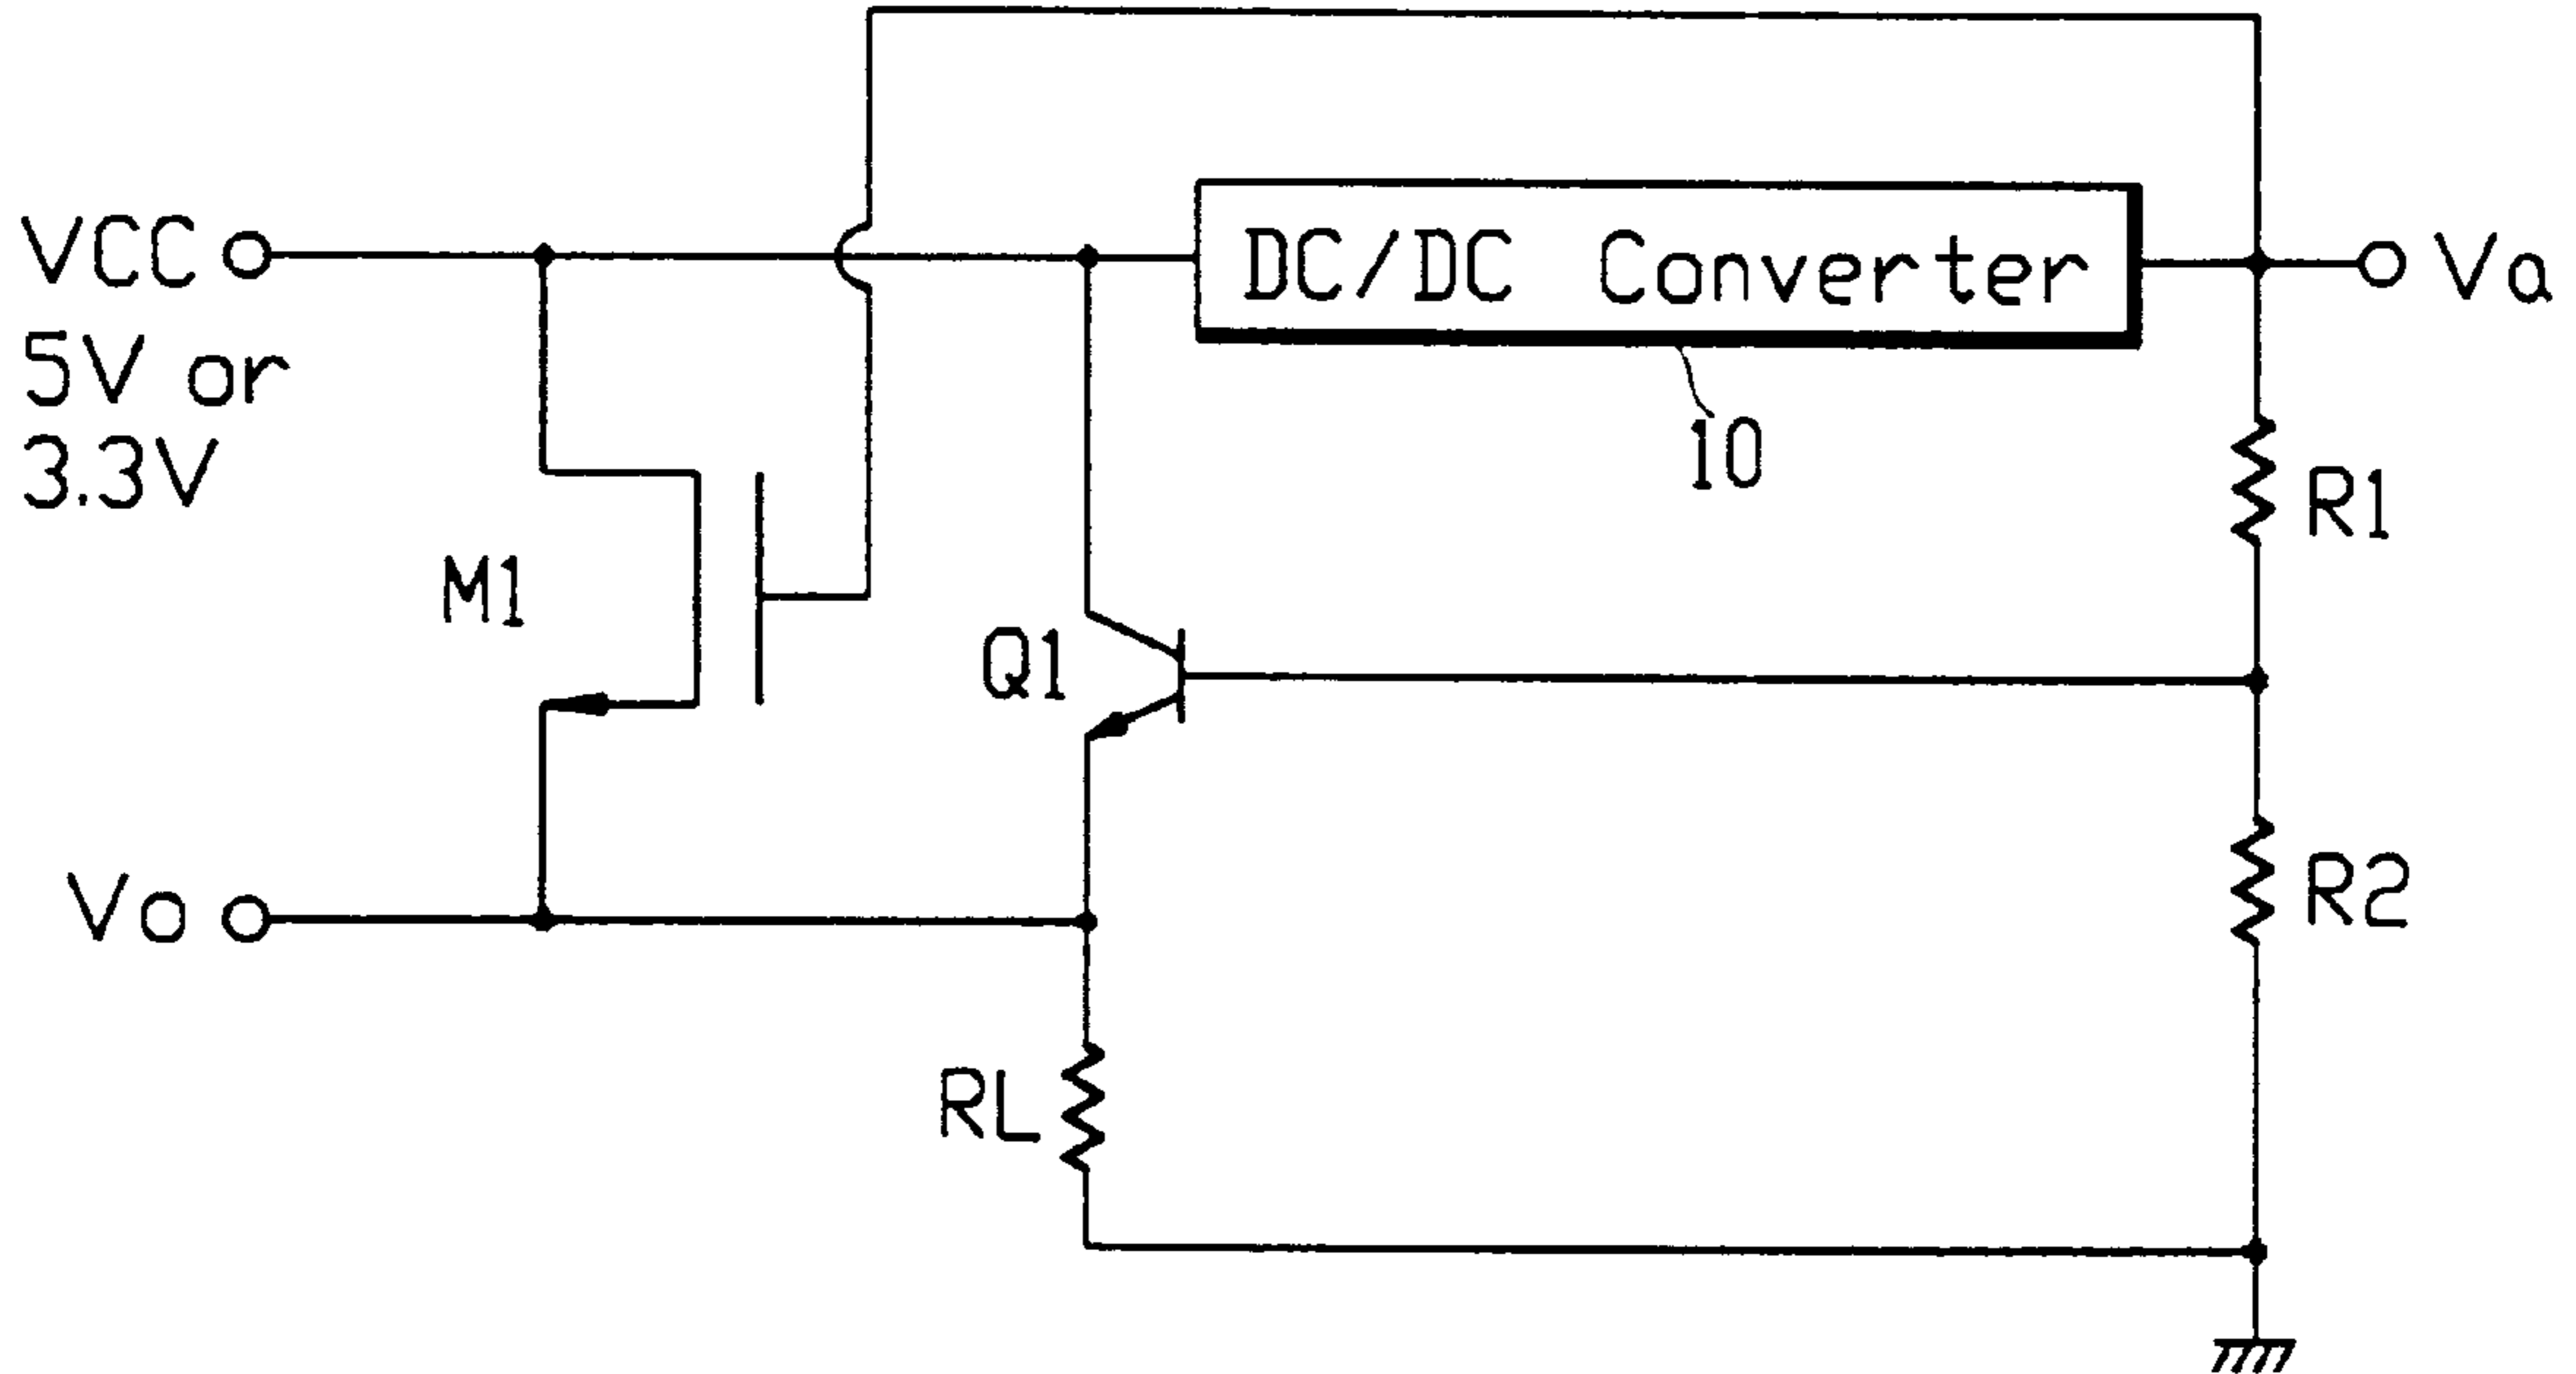 VCC
5V or
3.3V
DC/DC Converter
Va
10
R1
M1
Q1
Vo
R2
RL